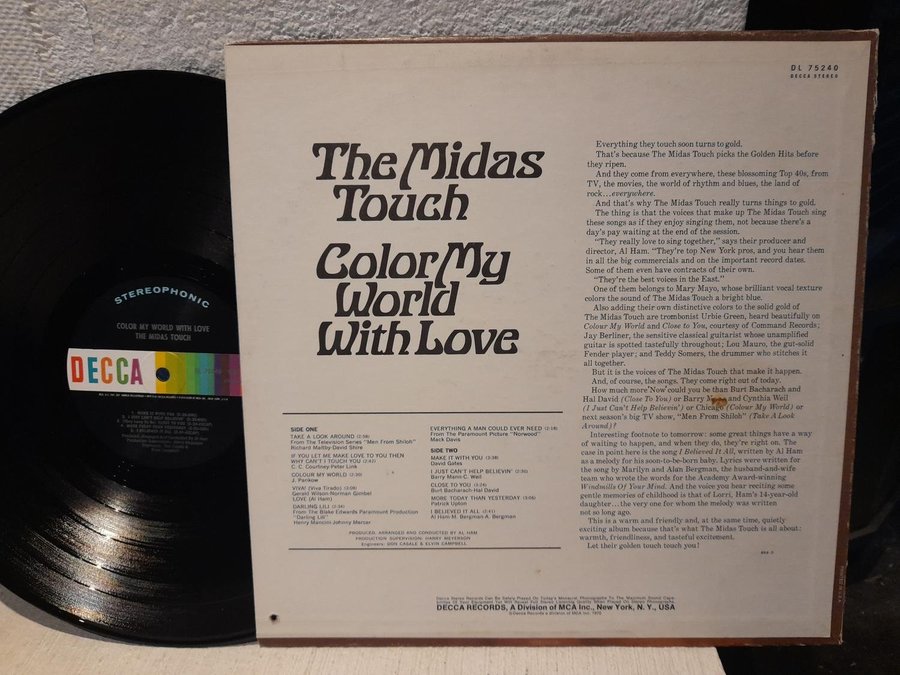 STEREOPHONIC
COLOR MY WORLD WITH LOVE
THE MIDAS TOUCH
DECCA
DL 75240
DECCA STEREO
The Midas
Touch
Color My
World
With Love
SIDE ONE
TAKE A LOOK AROUND (2:58)
From The Television Series "Men From Shiloh"
Richard Maltby-David Shire
IF YOU LET ME MAKE LOVE TO YOU THEN
WHY CAN'T I TOUCH YOU (2:42)
C. C. Courtney-Peter Link
COLOUR MY WORLD (2:30)
J. Pankow
VIVA! (Viva Tirado) (3:09)
Gerald Wilson-Norman Gimbel
LOVE (Al Ham)
DARLING LILI (2:34)
From The Blake Edwards Paramount Production
"Darling Lili"
Henry Mancini Johnny Mercer
EVERYTHING A MAN COULD EVER NEED (2:18)
From The Paramount Picture "Norwood"
Mack Davis
SIDE TWO
MAKE IT WITH YOU (2:38)
David Gates
I JUST CAN'T HELP BELIEVIN' (2:30)
Barry Mann-C. Weil
CLOSE TO YOU (3:24)
Burt Bacharach-Hal David
MORE TODAY THAN YESTERDAY (3:06)
Patrick Upton
I BELIEVED IT ALL (2:41)
Al Ham-M. Bergman-A. Bergman
PRODUCED, ARRANGED AND CONDUCTED BY AL HAM
PRODUCTION SUPERVISION: HARRY MEYERSON
Engineers: DON CASALE & ELVIN CAMPBELL
Everything they touch soon turns to gold.
That's because The Midas Touch picks the Golden Hits before
they ripen.
And they come from everywhere, these blossoming Top 40s, from
TV, the movies, the world of rhythm and blues, the land of
rock...everywhere.
And that's why The Midas Touch really turns things to gold.
The thing is that the voices that make up The Midas Touch sing
these songs as if they enjoy singing them, not because there's a
day's pay waiting at the end of the session.
"They really love to sing together," says their producer and
director, Al Ham. "They're top New York pros, and you hear them
in all the big commercials and on the important record dates.
Some of them even have contracts of their own.
"They're the best voices in the East."
One of them belongs to Mary Mayo, whose brilliant vocal texture
colors the sound of The Midas Touch a bright blue.
Also adding their own distinctive colors to the solid gold of
The Midas Touch are trombonist Urbie Green, heard beautifully on
Colour My World and Close to You, courtesy of Command Records;
Jay Berliner, the sensitive classical guitarist whose unamplified
guitar is spotted tastefully throughout; Lou Mauro, the gut-solid
Fender player; and Teddy Somers, the drummer who stitches it
all together.
But it is the voices of The Midas Touch that make it happen.
And, of course, the songs. They come right out of today.
How much more 'Now' could you be than Burt Bacharach and
Hal David (Close To You) or Barry and Cynthia Weil
(I Just Can't Help Believin') or Chicago (Colour My World) or
next season's big TV show, "Men From Shiloh" (Take A Look
Around)?
Interesting footnote to tomorrow: some great things have a way
of waiting to happen, and when they do, they're right on. The
case in point here is the song I Believed It All, written by Al Ham
as a melody for his soon-to-be-born baby. Lyrics were written for
the song by Marilyn and Alan Bergman, the husband-and-wife
team who wrote the words for the Academy Award-winning
Windmills Of Your Mind. And the voice you hear reciting some
gentle memories of childhood is that of Lorri, Ham's 14-year-old
daughter...the very one for whom the melody was written
not so long ago.
This is a warm and friendly and, at the same time, quietly
exciting album because that's what The Midas Touch is all about:
warmth, friendliness, and tasteful excitement.
Let their golden touch touch you!
Decca Stereo Records Can Be Safely Played On Today's Monaural Phonographs
DECCA RECORDS, A Division of MCA Inc., New York, N. Y., USA